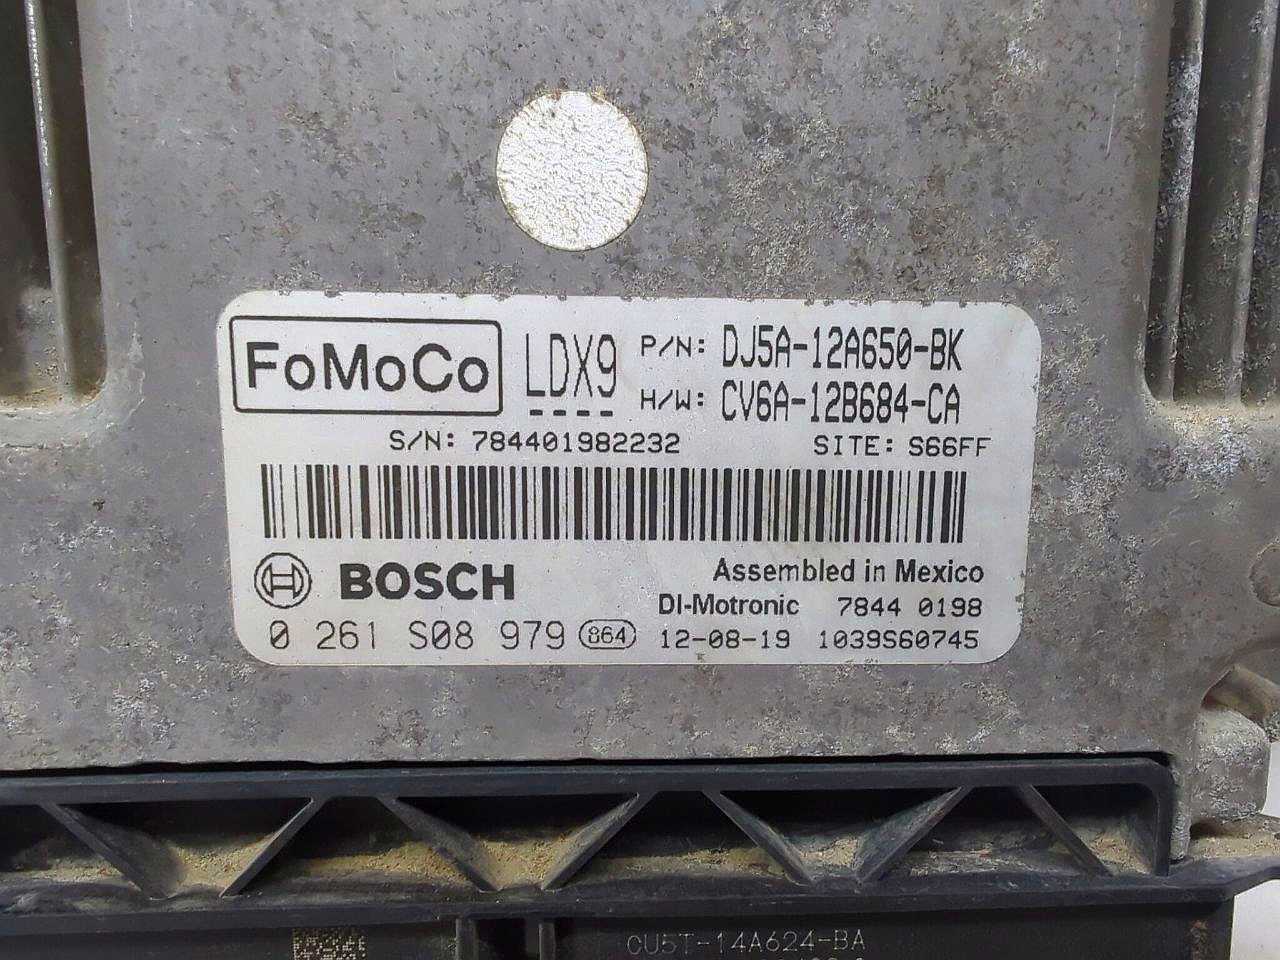 FoMoCo LDX9 P/N: DJ5A-12A650-BK
H/W: CV6A-12B684-CA
S/N: 784401982232 SITE: S66FF
BOSCH Assembled in Mexico
DI-Motronic 7844 0198
0 261 S08 979 864 12-08-19 1039S60745
CU5T-14A624-BA